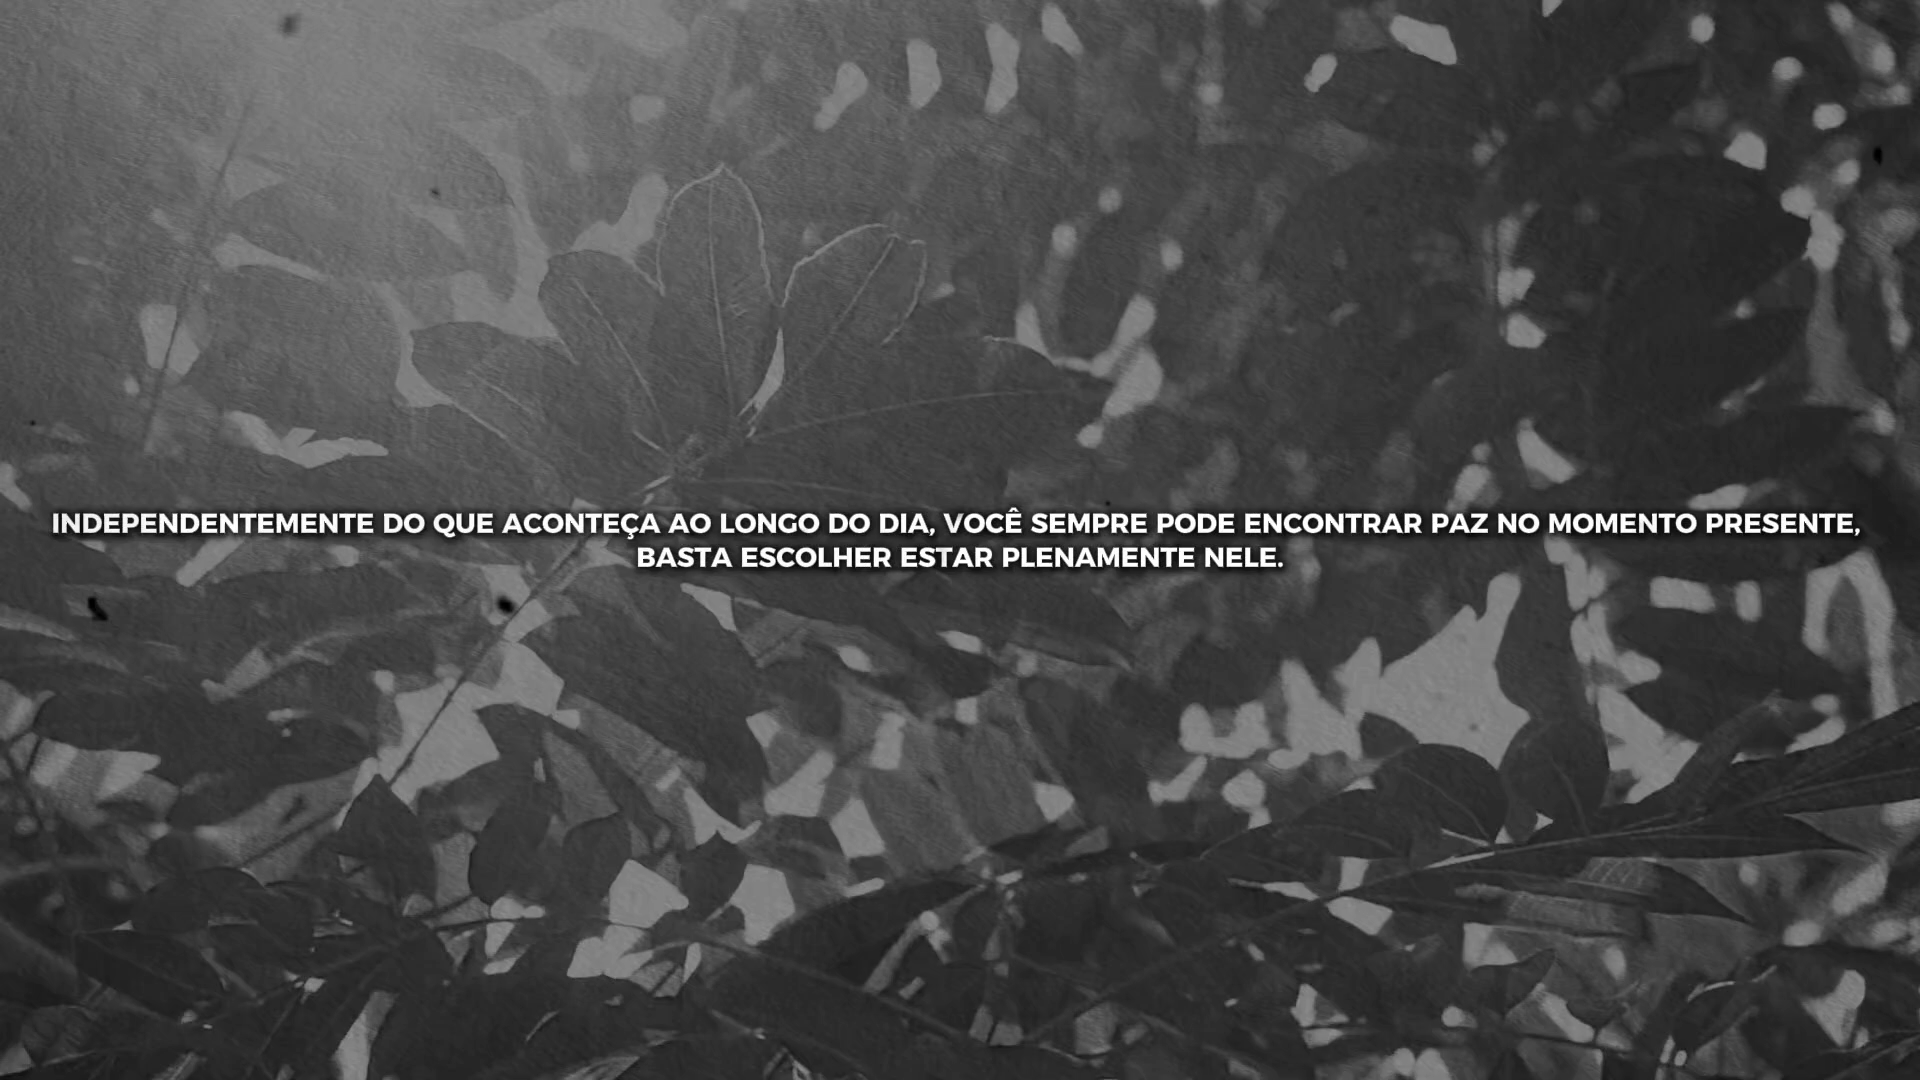 INDEPENDENTEMENTE DO QUE ACONTEÇA AO LONGO DO DIA, VOCÊ SEMPRE PODE ENCONTRAR PAZ NO MOMENTO PRESENTE,
BASTA ESCOLHER ESTAR PLENAMENTE NELE.